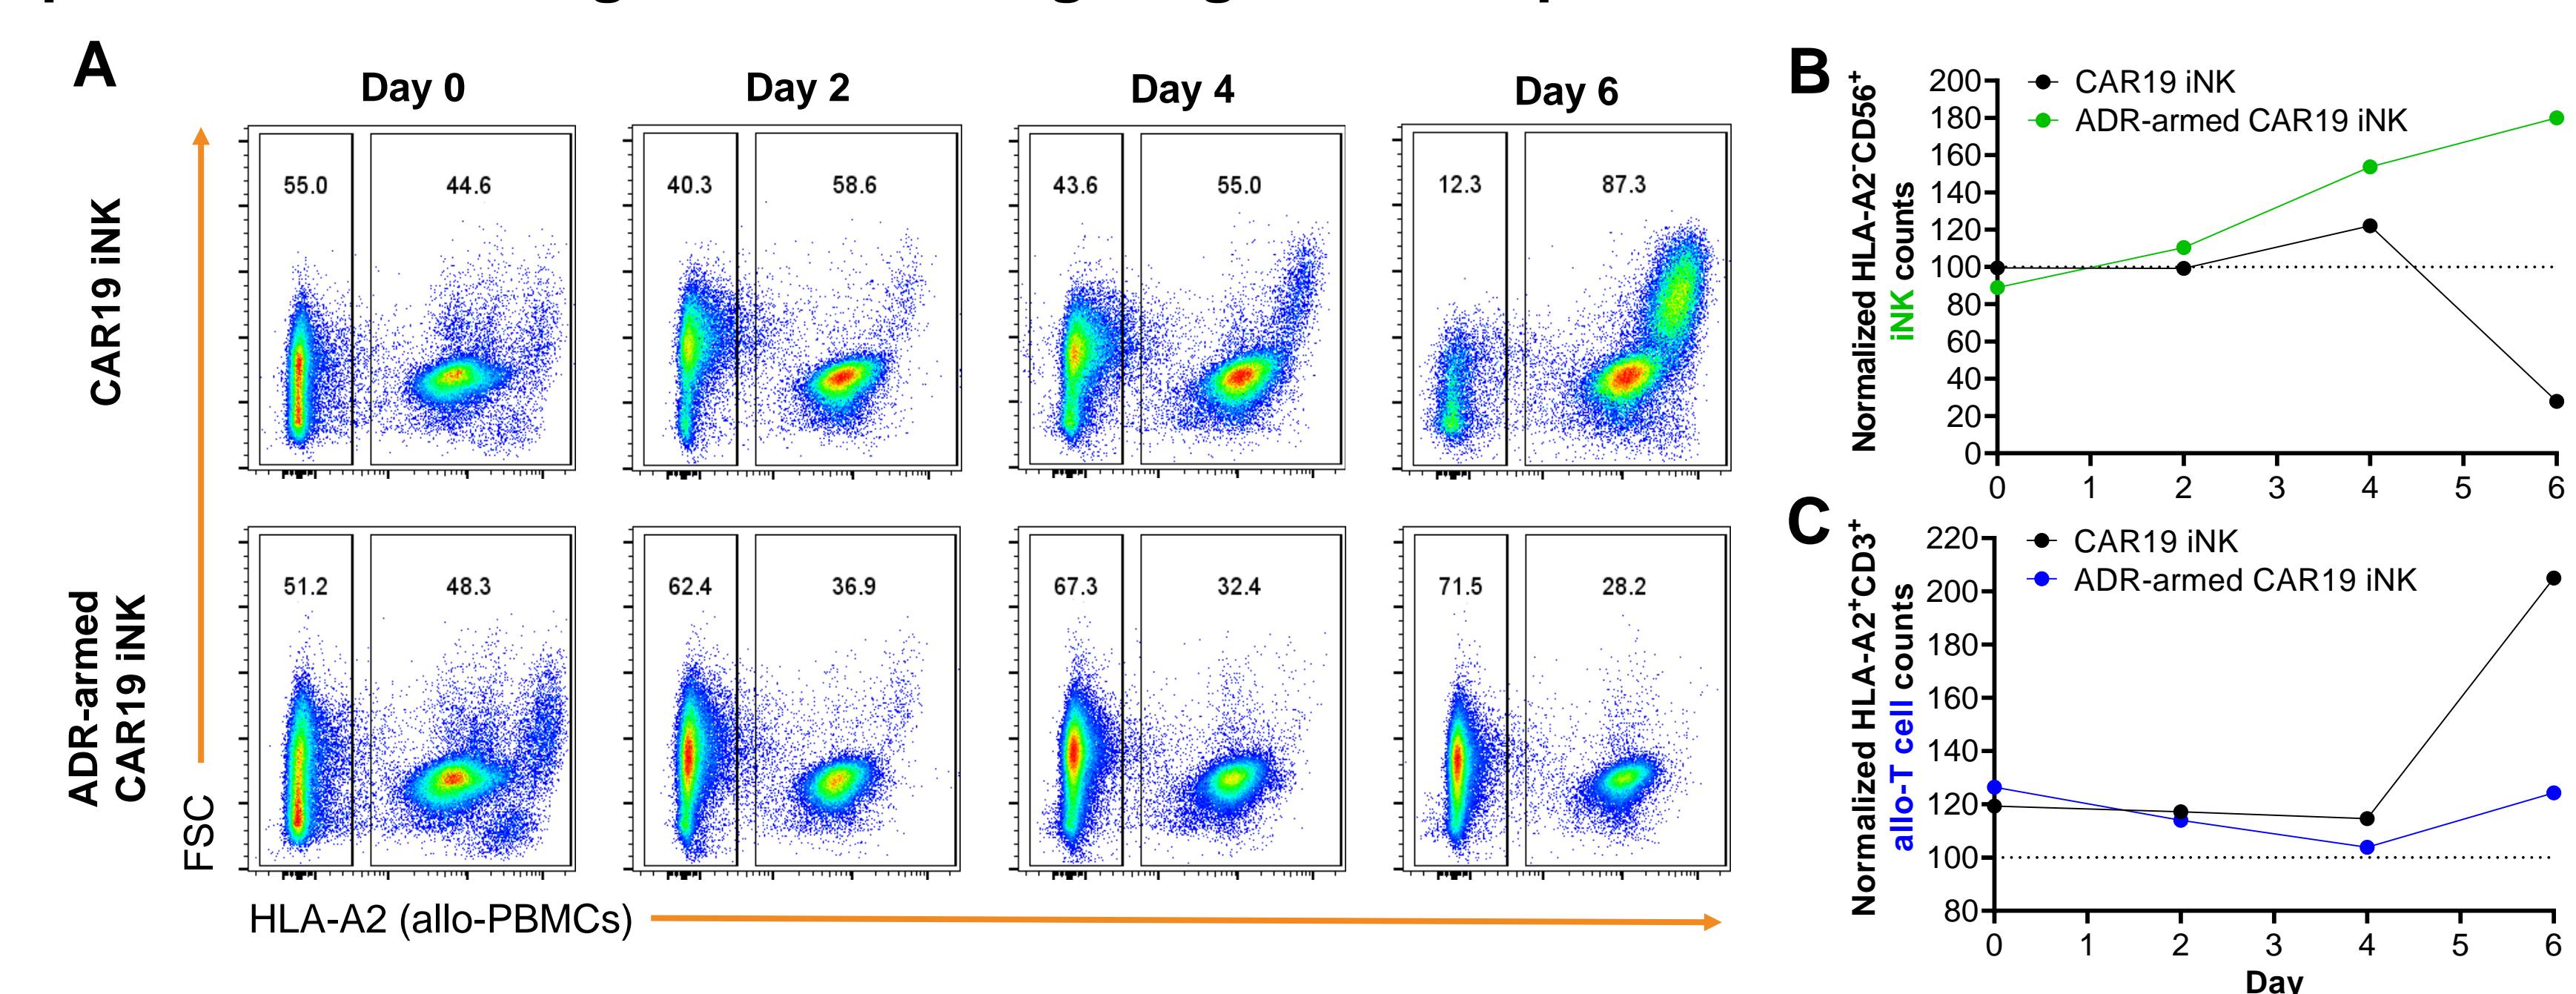 A
Day 0
Day 2
Day 4
Day 6
CAR19 iNK
55.0
44.6
40.3
58.6
43.6
55.0
12.3
87.3
ADR-armed
CAR19 iNK
51.2
48.3
62.4
36.9
67.3
32.4
71.5
28.2
FSC
HLA-A2 (allo-PBMCs)
B
Normalized HLA-A2⁻CD56⁺
iNK counts
CAR19 iNK
ADR-armed CAR19 iNK
200
180
160
140
120
100
80
60
40
20
0
0 1 2 3 4 5 6
C
Normalized HLA-A2⁺CD3⁺
allo-T cell counts
CAR19 iNK
ADR-armed CAR19 iNK
220
200
180
160
140
120
100
80
0 1 2 3 4 5 6
Day